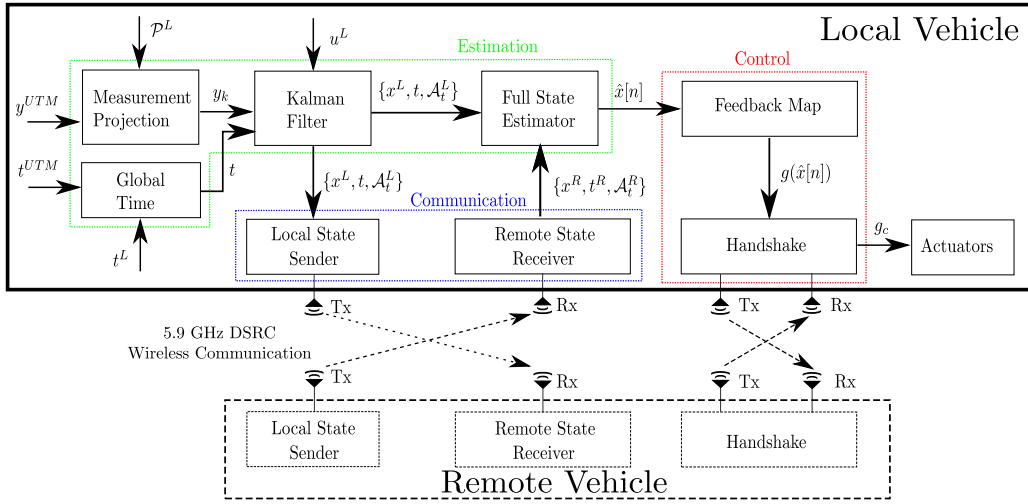 Local Vehicle
𝒫^L
u^L
Estimation
Control
y^{UTM}
Measurement
Projection
y_k
Kalman
Filter
{x^L, t, 𝒜_t^L}
Full State
Estimator
x̂[n]
Feedback Map
t^{UTM}
Global
Time
t
{x^L, t, 𝒜_t^L}
{x^R, t^R, 𝒜_t^R}
g(x̂[n])
Communication
t^L
Local State
Sender
Remote State
Receiver
Handshake
g_c
Actuators
Tx
Rx
Tx
Rx
5.9 GHz DSRC
Wireless Communication
Tx
Rx
Tx
Rx
Local State
Sender
Remote State
Receiver
Handshake
Remote Vehicle